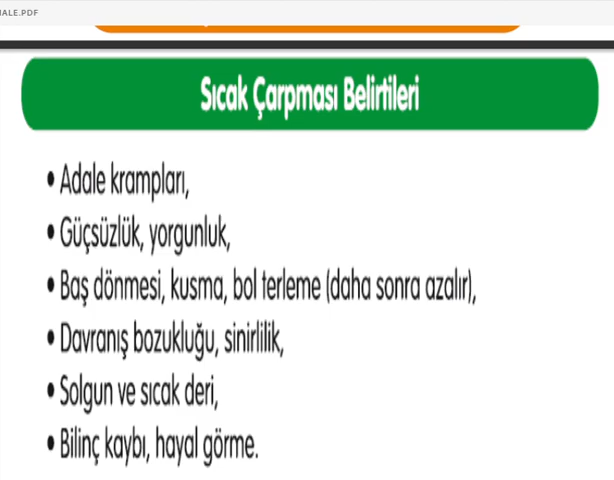 IALE.PDF
Sıcak Çarpması Belirtileri
• Adale krampları,
• Güçsüzlük, yorgunluk,
• Baş dönmesi, kusma, bol terleme (daha sonra azalır),
• Davranış bozukluğu, sinirlilik,
• Solgun ve sıcak deri,
• Bilinç kaybı, hayal görme.